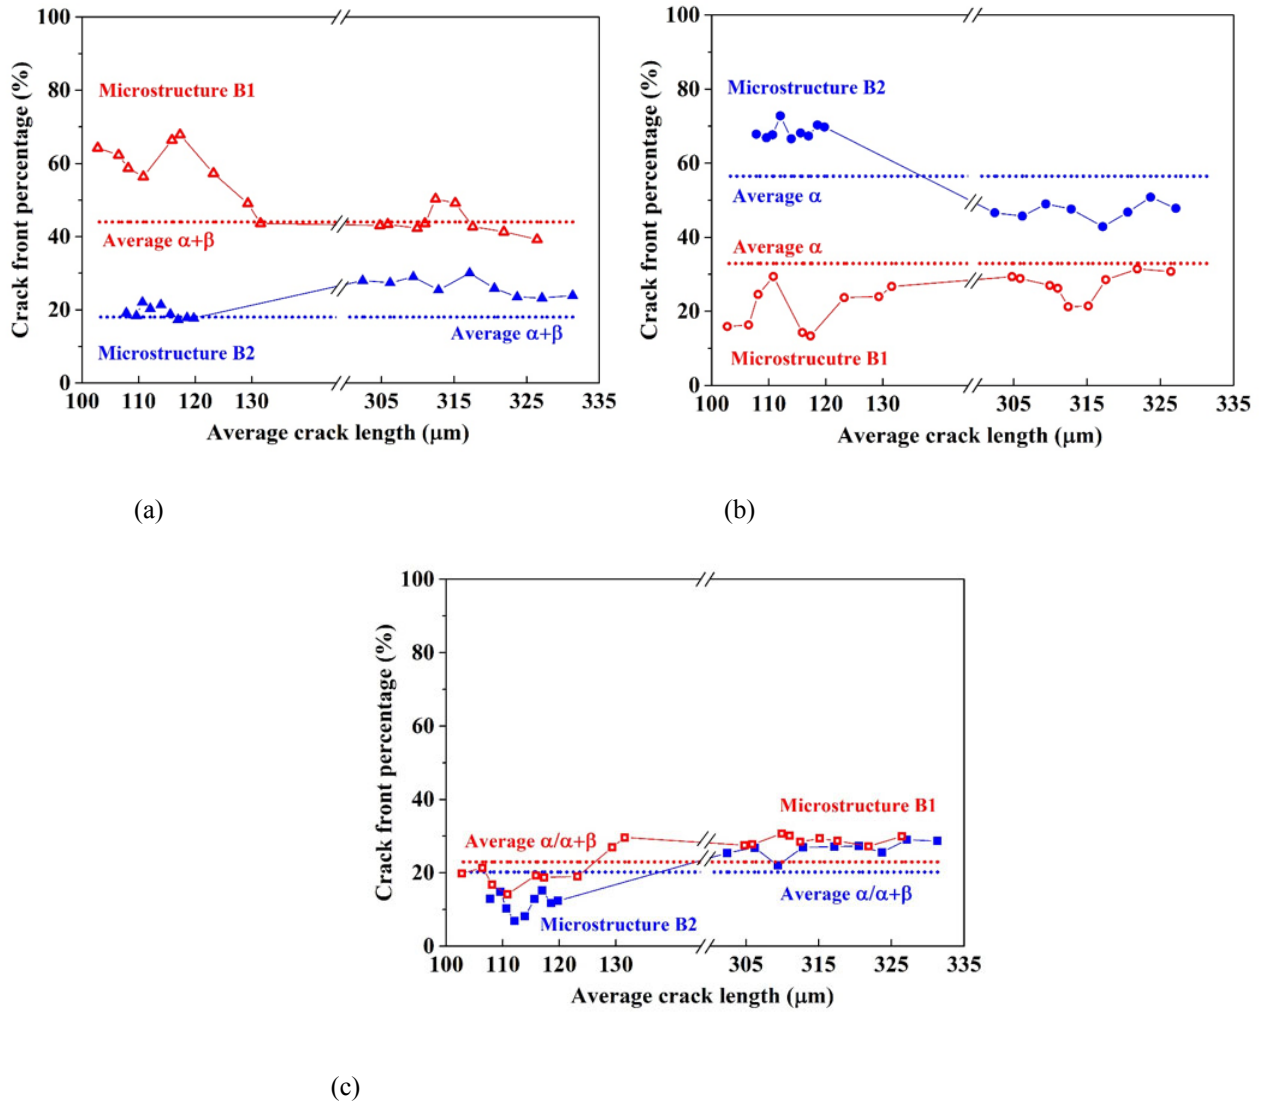 100
80
60
40
20
0
Crack front percentage (%)
Microstructure B1
Average α+β
Average α+β
Microstructure B2
100 110 120 130 305 315 325 335
Average crack length (μm)
(a)
100
80
60
40
20
0
Crack front percentage (%)
Microstructure B2
Average α
Average α
Microstrucutre B1
100 110 120 130 305 315 325 335
Average crack length (μm)
(b)
100
80
60
40
20
0
Crack front percentage (%)
Microstructure B1
Average α/α+β
Average α/α+β
Microstructure B2
100 110 120 130 305 315 325 335
Average crack length (μm)
(c)